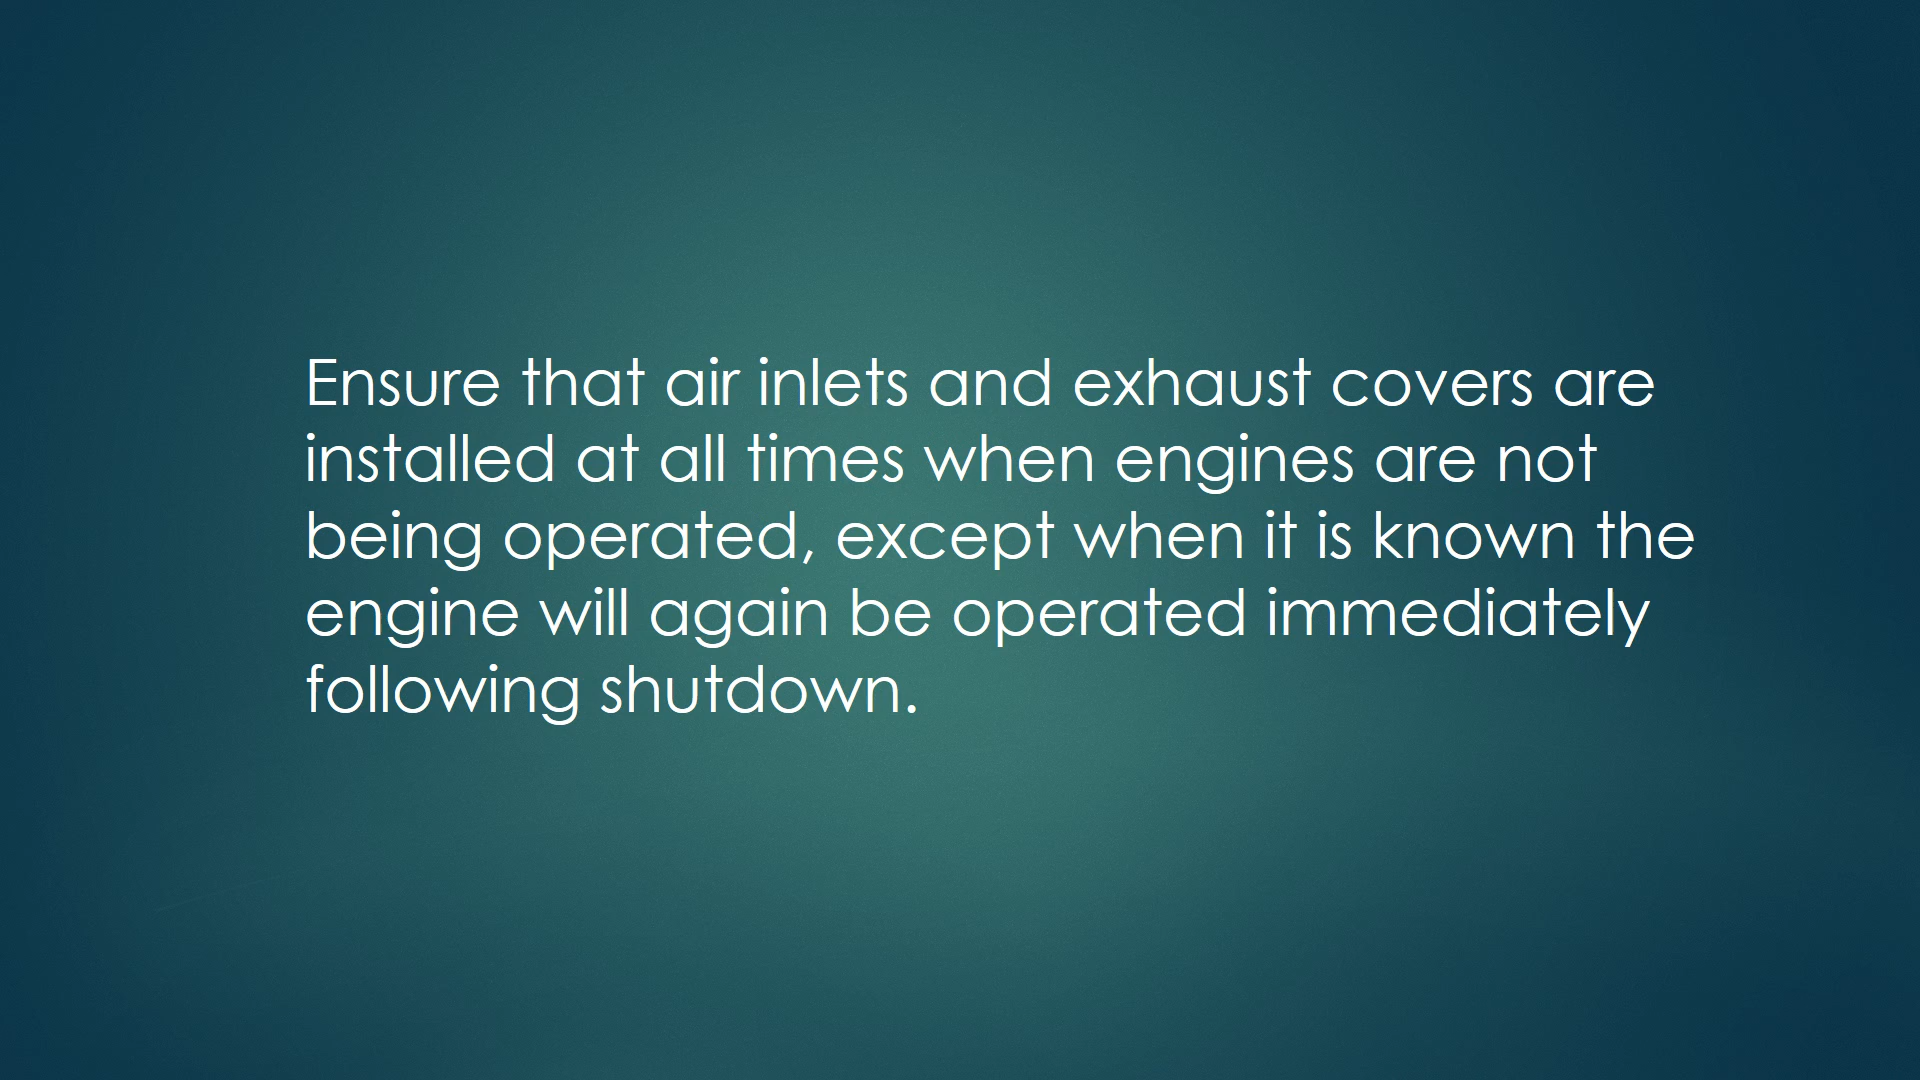 Ensure that air inlets and exhaust covers are
installed at all times when engines are not
being operated, except when it is known the
engine will again be operated immediately
following shutdown.